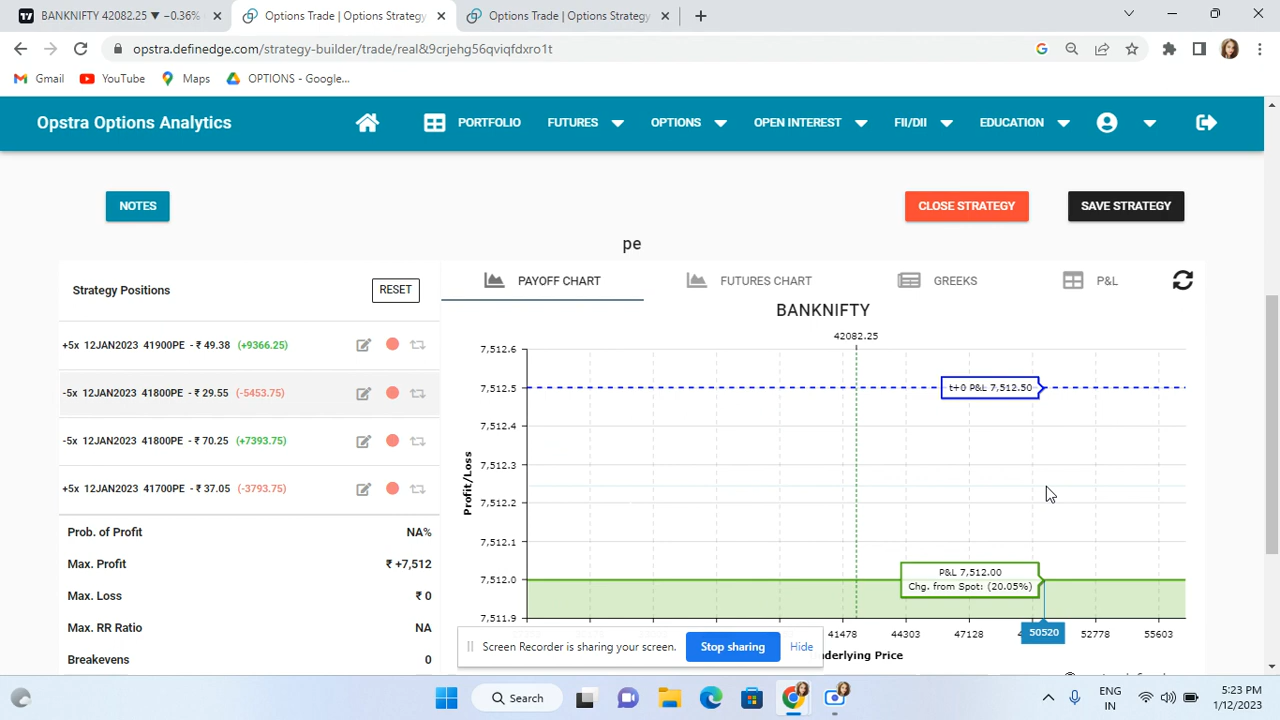 BANKNIFTY 42082.25 ▼ −0.36%
Options Trade | Options Strategy
Options Trade | Options Strategy
opstra.definedge.com/strategy-builder/trade/real&9crjehg56qviqfdxro1t
Gmail YouTube Maps OPTIONS - Google...
Opstra Options Analytics PORTFOLIO FUTURES OPTIONS OPEN INTEREST FII/DII EDUCATION
NOTES CLOSE STRATEGY SAVE STRATEGY
pe
Strategy Positions RESET
+5x 12JAN2023 41900PE - ₹ 49.38 (+9366.25)
-5x 12JAN2023 41800PE - ₹ 29.55 (-5453.75)
-5x 12JAN2023 41800PE - ₹ 70.25 (+7393.75)
+5x 12JAN2023 41700PE - ₹ 37.05 (-3793.75)
Prob. of Profit NA%
Max. Profit ₹ +7,512
Max. Loss ₹ 0
Max. RR Ratio NA
Breakevens 0
PAYOFF CHART FUTURES CHART GREEKS P&L
BANKNIFTY
42082.25
7,512.6
7,512.5
7,512.4
7,512.3
7,512.2
7,512.1
7,512.0
7,511.9
Profit/Loss
t+0 P&L 7,512.50
P&L 7,512.00
Chg. from Spot: (20.05%)
41478 44303 47128 50520 52778 55603
nderlying Price
Screen Recorder is sharing your screen. Stop sharing Hide
Search
ENG
IN
5:23 PM
1/12/2023